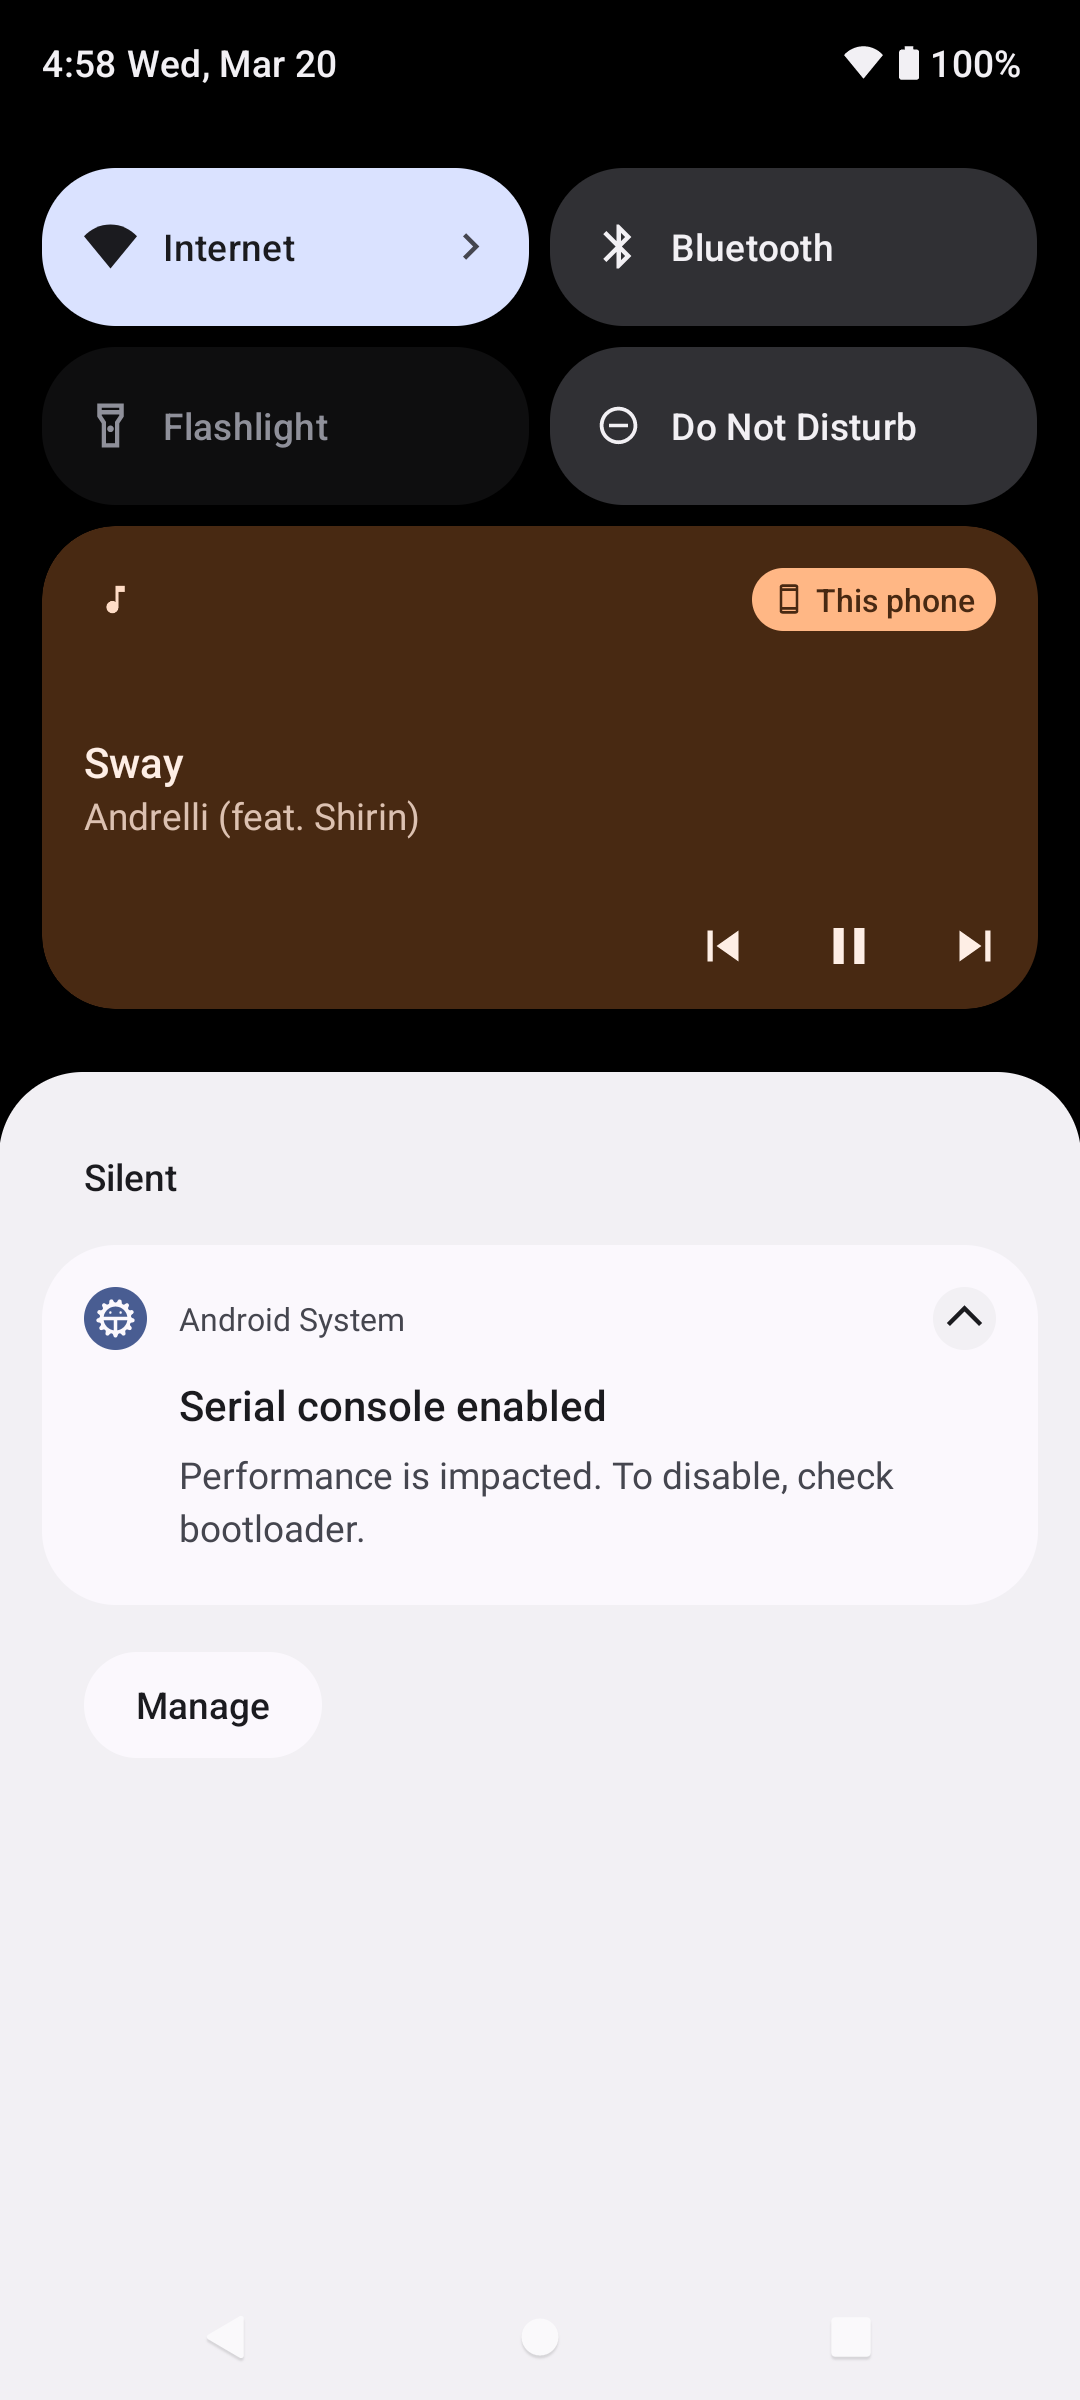 4:58 Wed, Mar 20
100%
Internet
Bluetooth
Flashlight
Do Not Disturb
This phone
Sway
Andrelli (feat. Shirin)
Silent
Android System
Serial console enabled
Performance is impacted. To disable, check
bootloader.
Manage